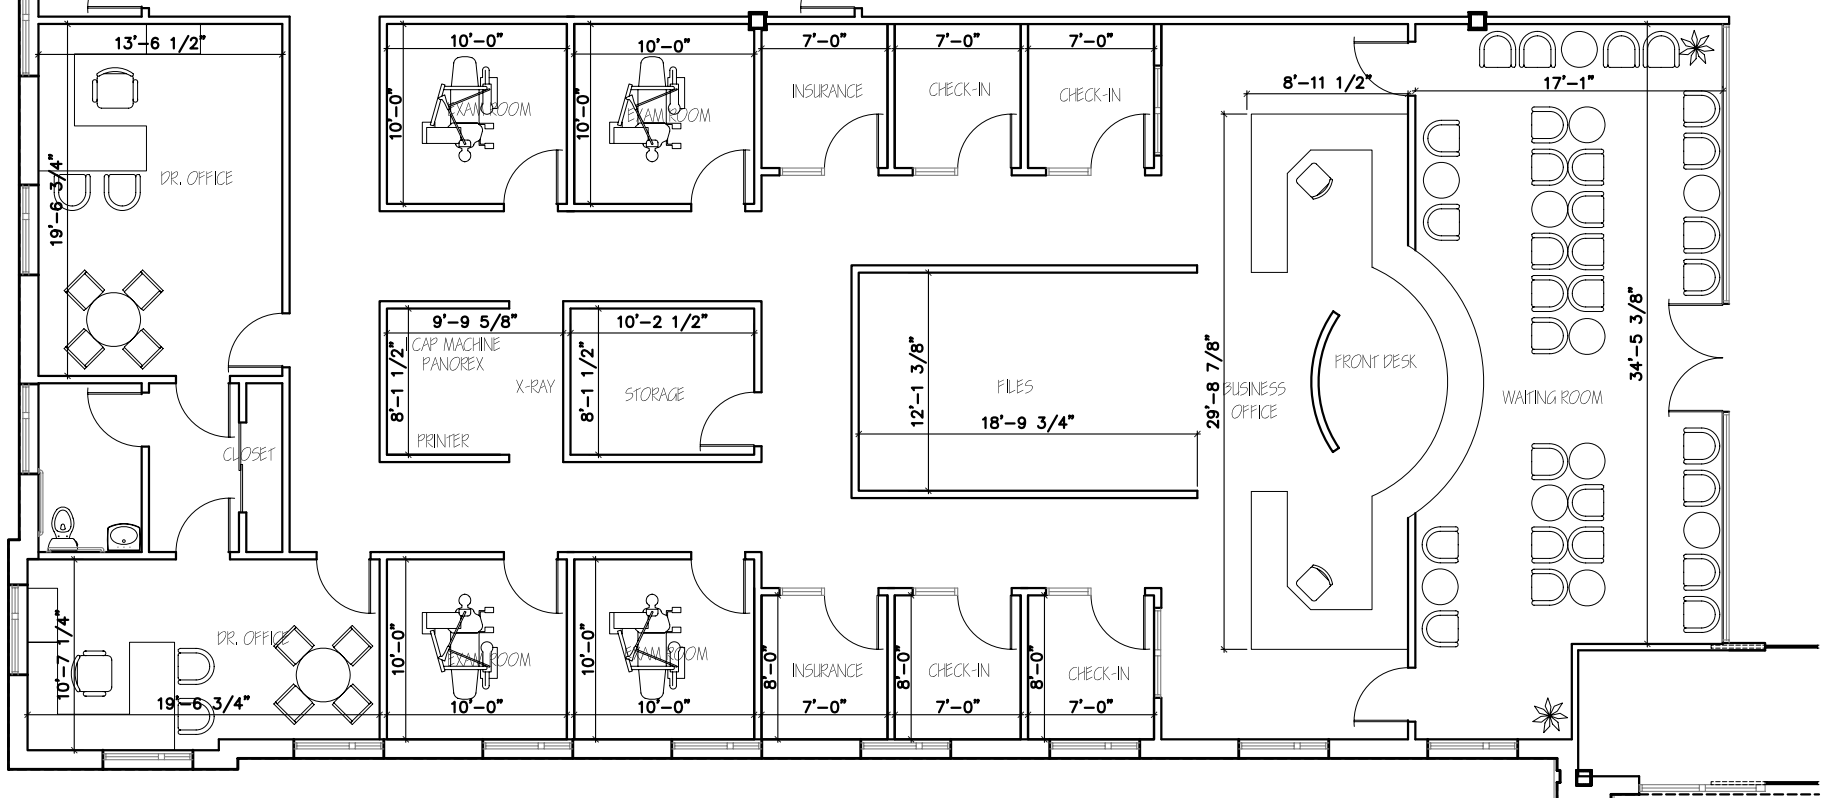 13'-6 1/2"
10'-0"
10'-0"
7'-0"
7'-0"
7'-0"
8'-11 1/2"
17'-1"
INSURANCE
CHECK-IN
CHECK-IN
10'-0"
EXAM ROOM
10'-0"
EXAM ROOM
19'-6 3/4"
DR. OFFICE
9'-9 5/8"
10'-2 1/2"
CAP MACHINE
PANOREX
8'-1 1/2"
X-RAY
8'-1 1/2"
STORAGE
PRINTER
12'-1 3/8"
FILES
18'-9 3/4"
29'-8 7/8"
BUSINESS
OFFICE
FRONT DESK
WAITING ROOM
34'-5 3/8"
CLOSET
10'-7 1/4"
DR. OFFICE
19'-6 3/4"
10'-0"
EXAM ROOM
10'-0"
10'-0"
EXAM ROOM
10'-0"
8'-0"
INSURANCE
7'-0"
8'-0"
CHECK-IN
7'-0"
8'-0"
CHECK-IN
7'-0"